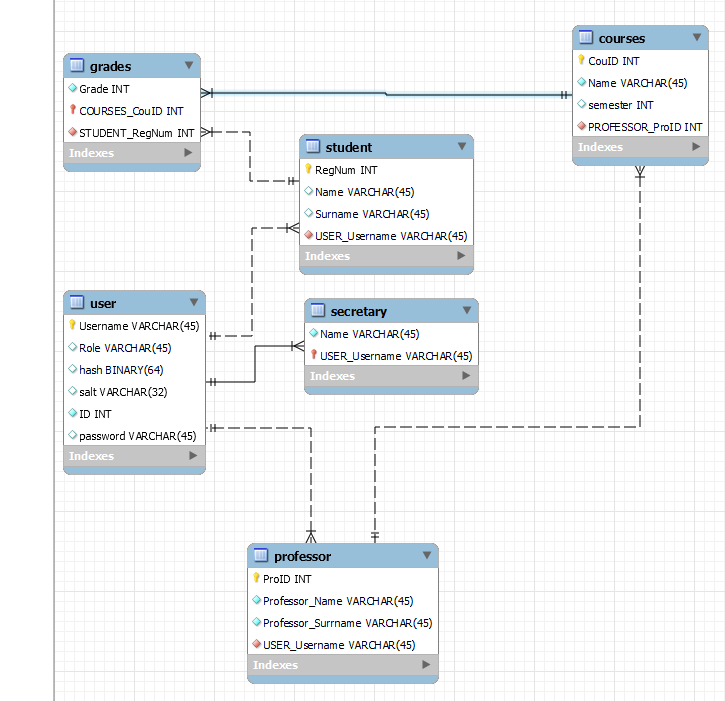 grades
Grade INT
COURSES_CouID INT
STUDENT_RegNum INT
Indexes
courses
CouID INT
Name VARCHAR(45)
semester INT
PROFESSOR_ProID INT
Indexes
student
RegNum INT
Name VARCHAR(45)
Surname VARCHAR(45)
USER_Username VARCHAR(45)
Indexes
user
Username VARCHAR(45)
Role VARCHAR(45)
hash BINARY(64)
salt VARCHAR(32)
ID INT
password VARCHAR(45)
Indexes
secretary
Name VARCHAR(45)
USER_Username VARCHAR(45)
Indexes
professor
ProID INT
Professor_Name VARCHAR(45)
Professor_Surrname VARCHAR(45)
USER_Username VARCHAR(45)
Indexes